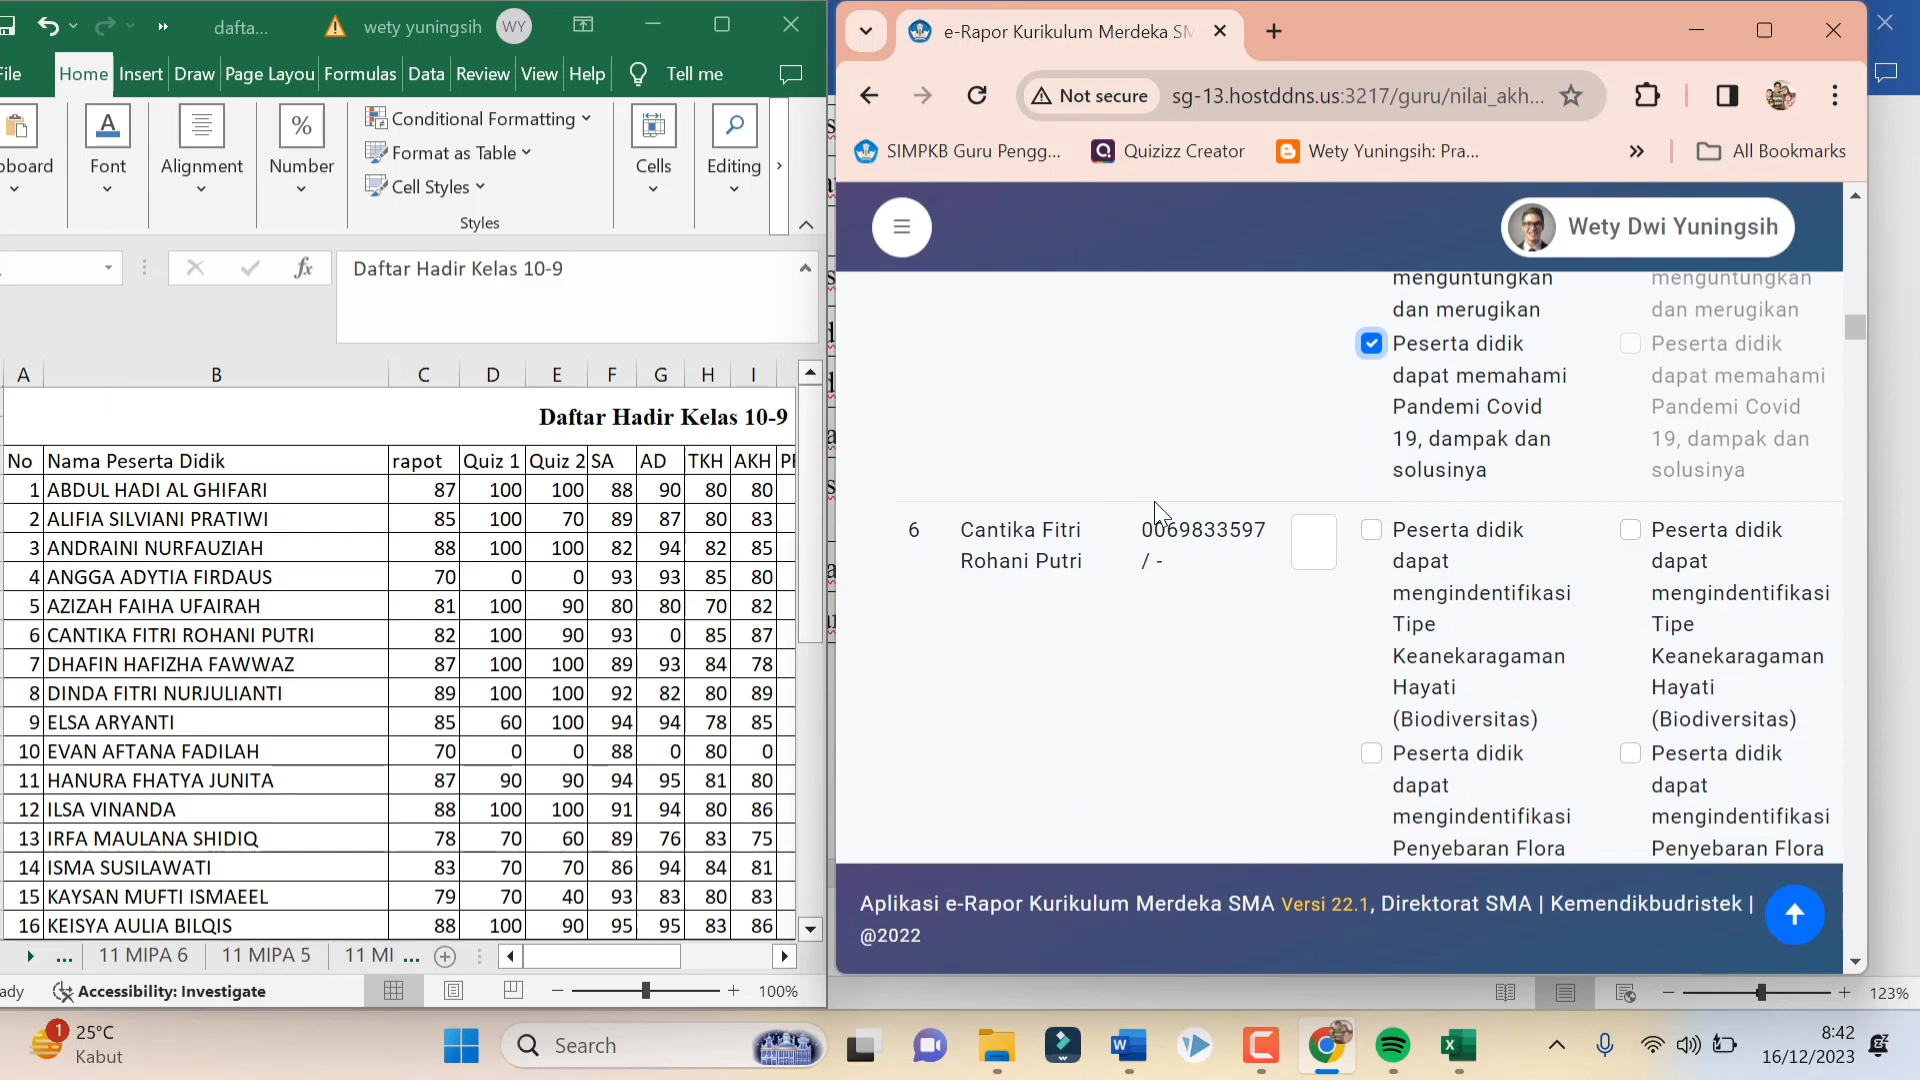 dafta...
wety yuningsih
WY
File
Home
Insert
Draw
Page Layou
Formulas
Data
Review
View
Help
Tell me
pboard
Font
Alignment
Number
Conditional Formatting
Format as Table
Cell Styles
Styles
Cells
Editing
fx
Daftar Hadir Kelas 10-9
A B C D E F G H I
Daftar Hadir Kelas 10-9
No Nama Peserta Didik rapot Quiz 1 Quiz 2 SA AD TKH AKH PH
1 ABDUL HADI AL GHIFARI 87 100 100 88 90 80 80
2 ALIFIA SILVIANI PRATIWI 85 100 70 89 87 80 83
3 ANDRAINI NURFAUZIAH 88 100 100 82 94 82 85
4 ANGGA ADYTIA FIRDAUS 70 0 0 93 93 85 80
5 AZIZAH FAIHA UFAIRAH 81 100 90 80 80 70 82
6 CANTIKA FITRI ROHANI PUTRI 82 100 90 93 0 85 87
7 DHAFIN HAFIZHA FAWWAZ 87 100 100 89 93 84 78
8 DINDA FITRI NURJULIANTI 89 100 100 92 82 80 89
9 ELSA ARYANTI 85 60 100 94 94 78 85
10 EVAN AFTANA FADILAH 70 0 0 88 0 80 0
11 HANURA FHATYA JUNITA 87 90 90 94 95 81 80
12 ILSA VINANDA 88 100 100 91 94 80 86
13 IRFA MAULANA SHIDIQ 78 70 60 89 76 83 75
14 ISMA SUSILAWATI 83 70 70 86 94 84 81
15 KAYSAN MUFTI ISMAEEL 79 70 40 93 83 80 83
16 KEISYA AULIA BILQIS 88 100 90 95 95 83 86
... 11 MIPA 6 11 MIPA 5 11 MI ...
ady Accessibility: Investigate 100%
e-Rapor Kurikulum Merdeka SM
Not secure sg-13.hostddns.us:3217/guru/nilai_akh...
SIMPKB Guru Pengg...
Quizizz Creator
Wety Yuningsih: Pra...
All Bookmarks
Wety Dwi Yuningsih
menguntungkan
dan merugikan
Peserta didik
dapat memahami
Pandemi Covid
19, dampak dan
solusinya
menguntungkan
dan merugikan
Peserta didik
dapat memahami
Pandemi Covid
19, dampak dan
solusinya
6
Cantika Fitri
Rohani Putri
0069833597
/ -
Peserta didik
dapat
mengindentifikasi
Tipe
Keanekaragaman
Hayati
(Biodiversitas)
Peserta didik
dapat
mengindentifikasi
Penyebaran Flora
Peserta didik
dapat
mengindentifikasi
Tipe
Keanekaragaman
Hayati
(Biodiversitas)
Peserta didik
dapat
mengindentifikasi
Penyebaran Flora
Aplikasi e-Rapor Kurikulum Merdeka SMA Versi 22.1, Direktorat SMA | Kemendikbudristek |
@2022
123%
1
25°C
Kabut
Search
8:42
16/12/2023